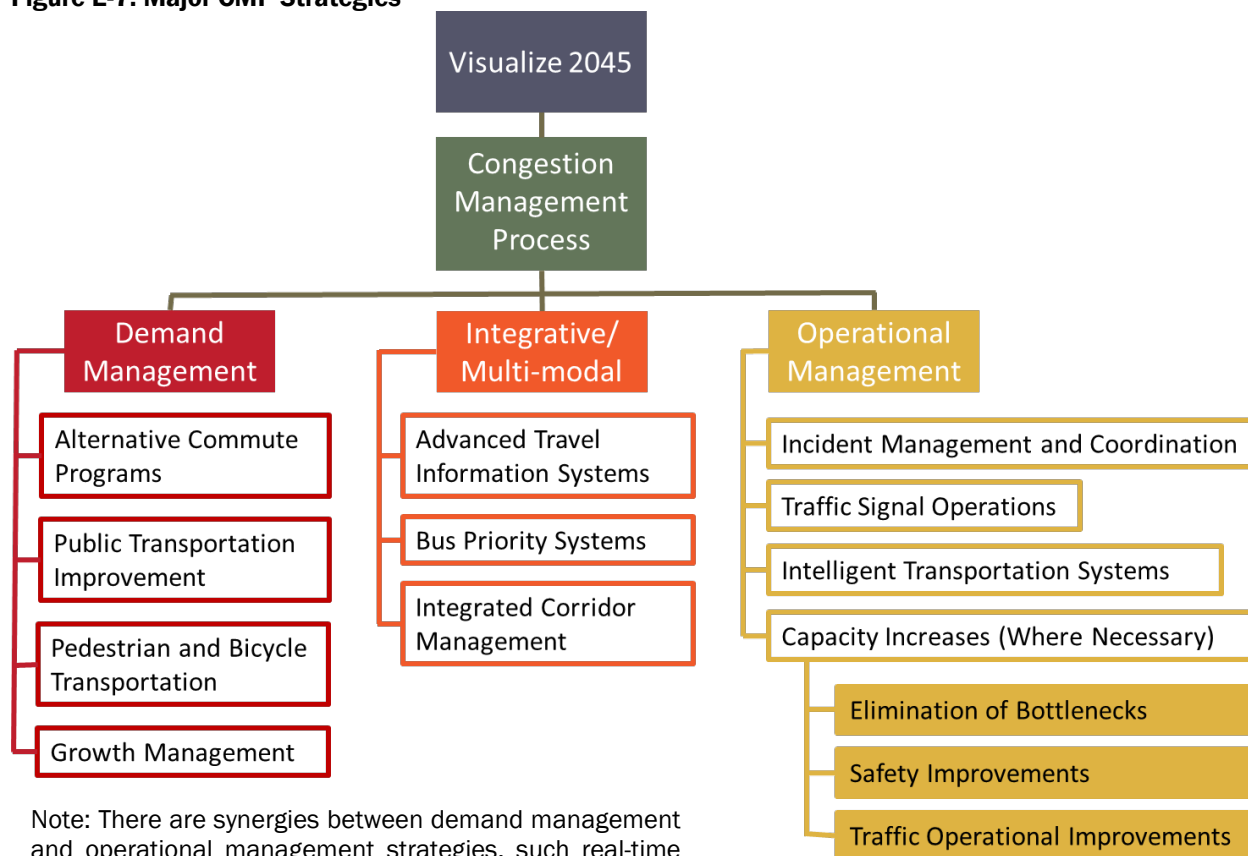 Figure E-7: Major CMP Strategies
Visualize 2045
Congestion
Management
Process
Demand
Management
Alternative Commute
Programs
Public Transportation
Improvement
Pedestrian and Bicycle
Transportation
Growth Management
Integrative/
Multi-modal
Advanced Travel
Information Systems
Bus Priority Systems
Integrated Corridor
Management
Operational
Management
Incident Management and Coordination
Traffic Signal Operations
Intelligent Transportation Systems
Capacity Increases (Where Necessary)
Elimination of Bottlenecks
Safety Improvements
Traffic Operational Improvements
Note: There are synergies between demand management
and operational management strategies, such real-time